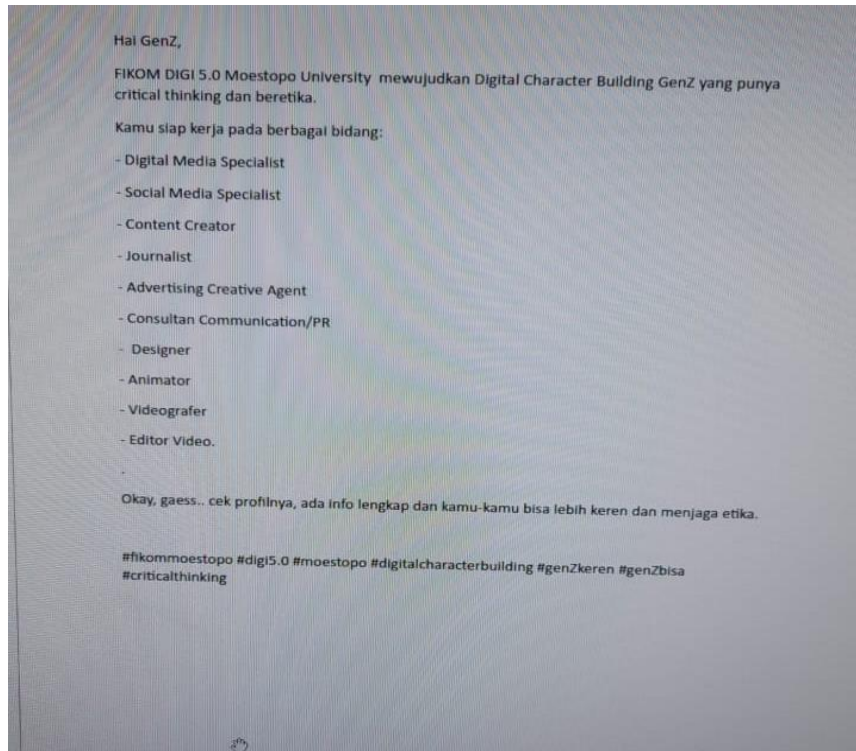 Hai GenZ,
FIKOM DIGI 5.0 Moestopo University  mewujudkan Digital Character Building GenZ yang punya
critical thinking dan beretika.
Kamu siap kerja pada berbagai bidang:
- Digital Media Specialist
- Social Media Specialist
- Content Creator
- Journalist
- Advertising Creative Agent
- Consultan Communication/PR
-  Designer
- Animator
- Videografer
- Editor Video.
.
Okay, gaess.. cek profilnya, ada info lengkap dan kamu-kamu bisa lebih keren dan menjaga etika.
#fikommoestopo #digi5.0 #moestopo #digitalcharacterbuilding #genZkeren #genZbisa
#criticalthinking